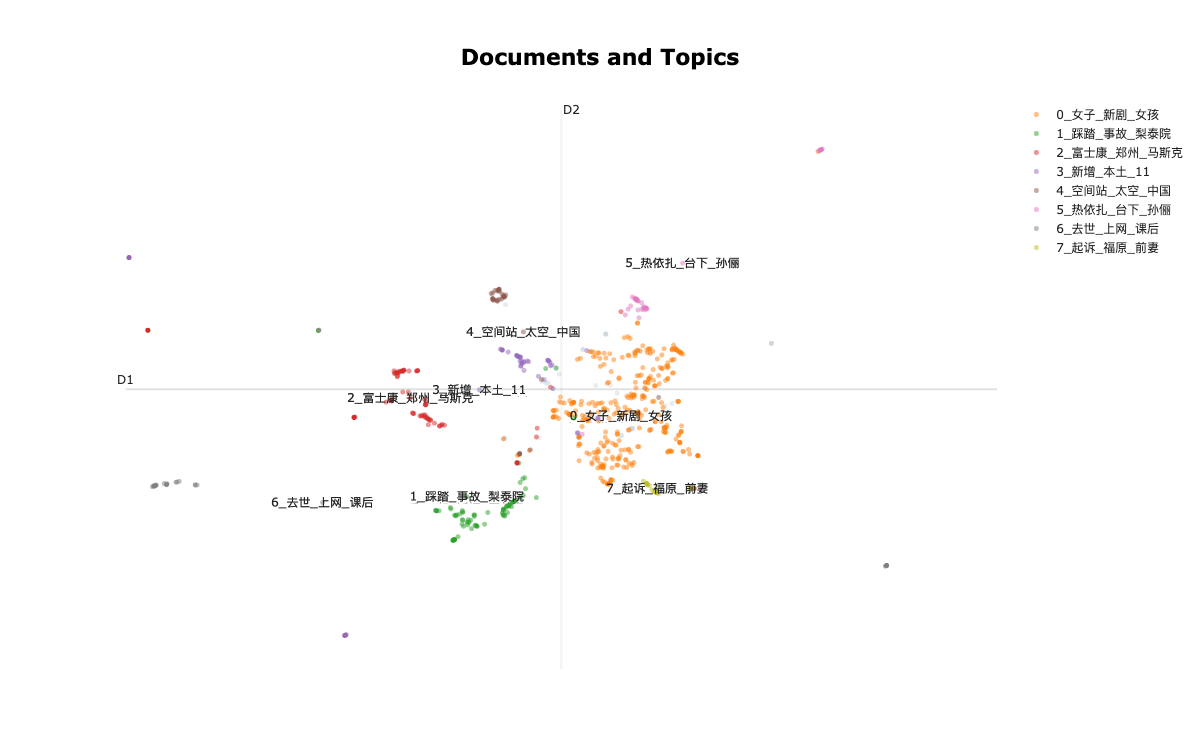 Documents and Topics
D2
0_女子_新剧_女孩
1_踩踏_事故_梨泰院
2_富士康_郑州_马斯克
3_新增_本土_11
4_空间站_太空_中国
5_热依扎_台下_孙俪
6_去世_上网_课后
7_起诉_福原_前妻
5_热依扎_台下_孙俪
4_空间站_太空_中国
D1
3_新增_本土_11
2_富士康_郑州_马斯克
0_女子_新剧_女孩
7_起诉_福原_前妻
1_踩踏_事故_梨泰院
6_去世_上网_课后